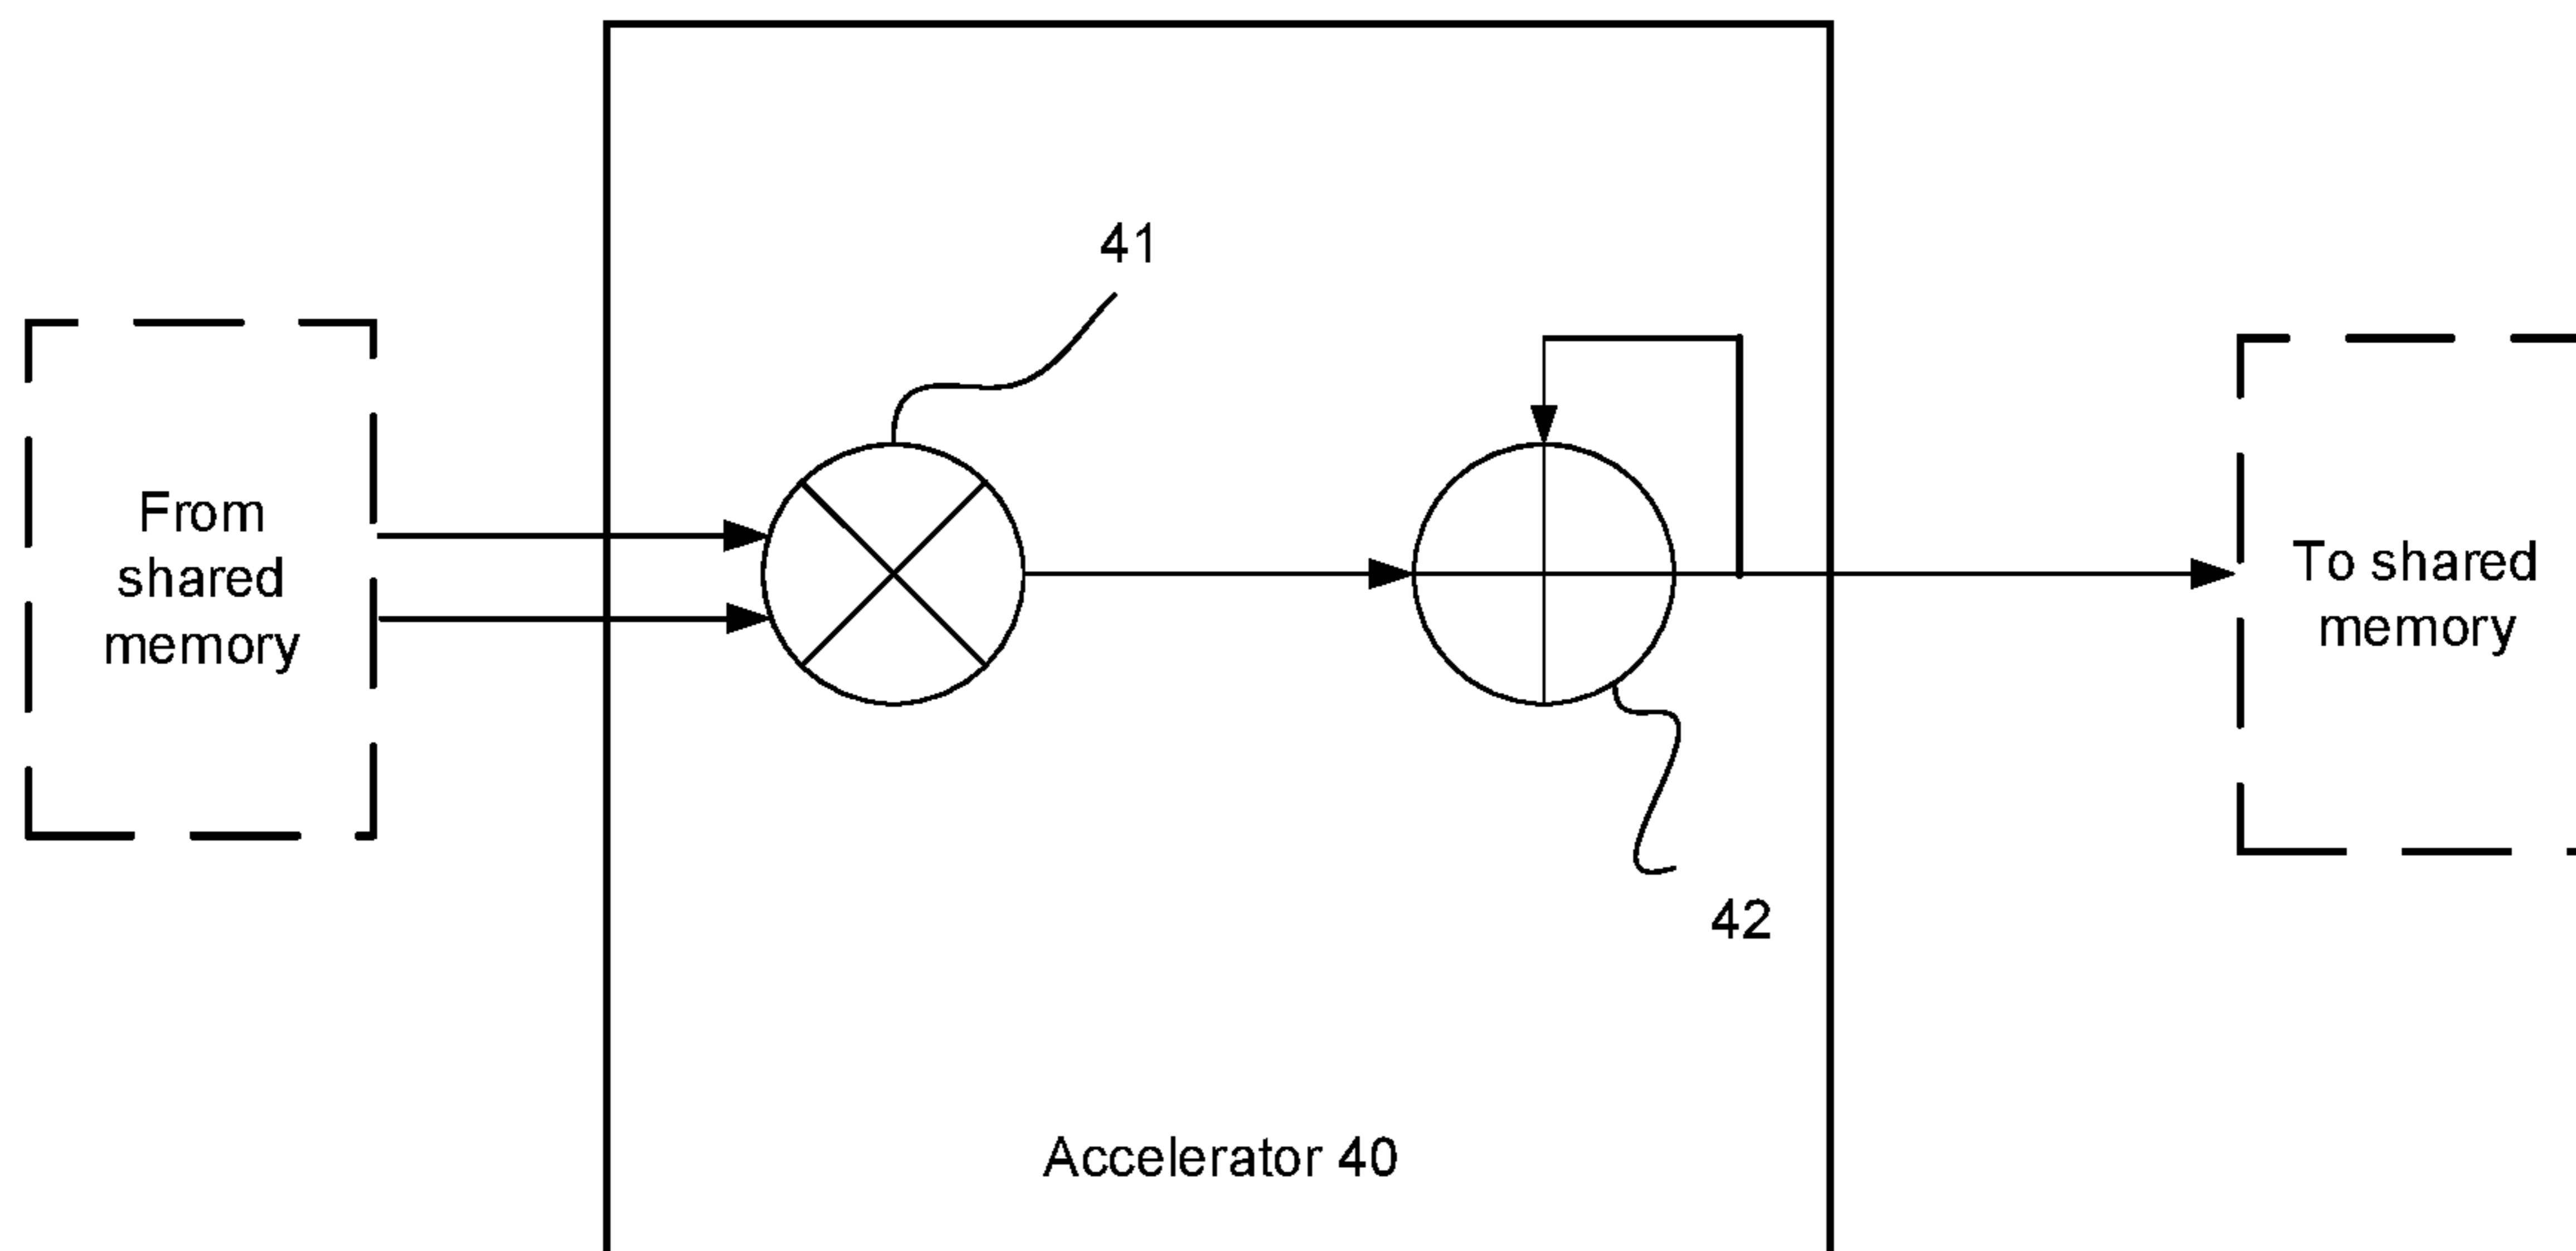 41
From
shared
memory
To shared
memory
42
Accelerator 40